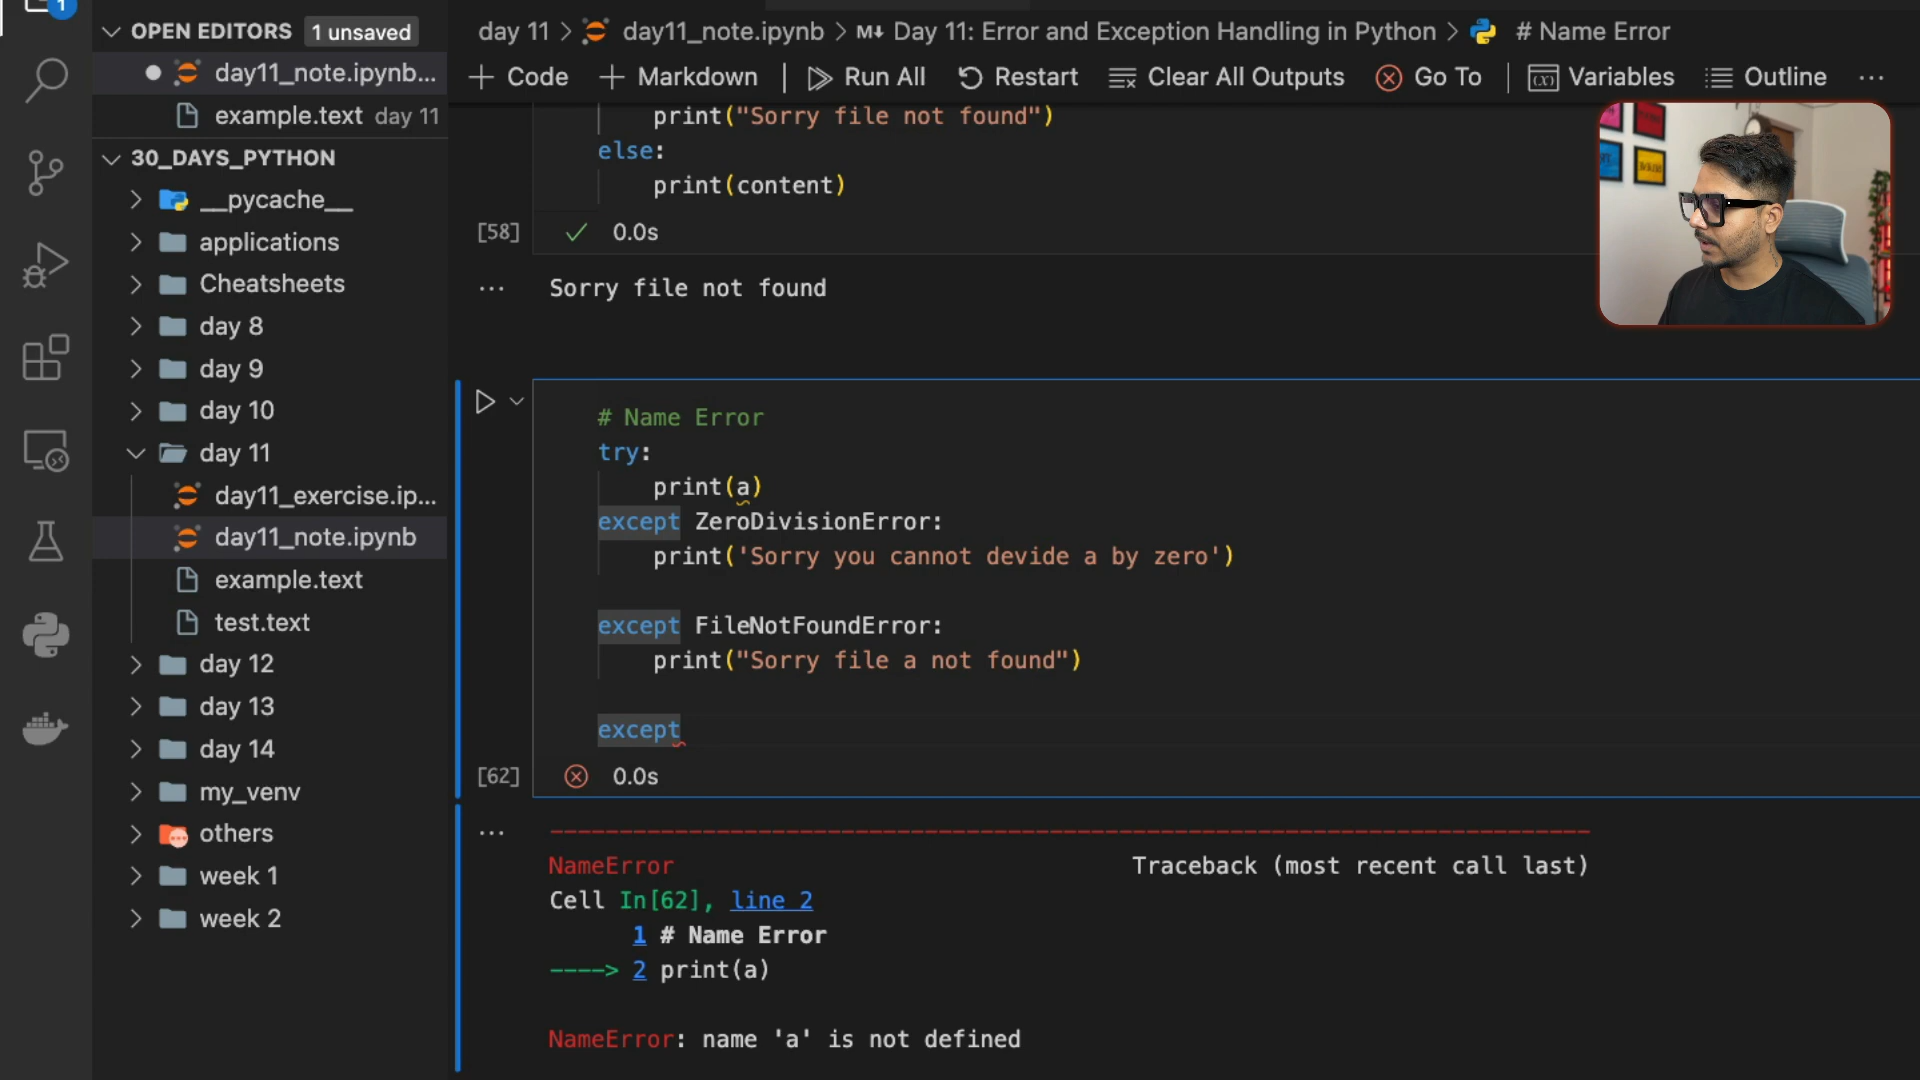 1
OPEN EDITORS 1 unsaved
day11_note.ipynb...
example.text day 11
30_DAYS_PYTHON
__pycache__
applications
Cheatsheets
day 8
day 9
day 10
day 11
day11_exercise.ip...
day11_note.ipynb
example.text
test.text
day 12
day 13
day 14
my_venv
others
week 1
week 2
day 11 > day11_note.ipynb > M↓ Day 11: Error and Exception Handling in Python > # Name Error
+ Code + Markdown | Run All Restart Clear All Outputs Go To | Variables Outline ...
print("Sorry file not found")
else:
print(content)
[58] 0.0s
... Sorry file not found
# Name Error
try:
print(a)
except ZeroDivisionError:
print('Sorry you cannot devide a by zero')
except FileNotFoundError:
print("Sorry file a not found")
except
[62] 0.0s
...
NameError Traceback (most recent call last)
Cell In[62], line 2
1 # Name Error
----> 2 print(a)
NameError: name 'a' is not defined